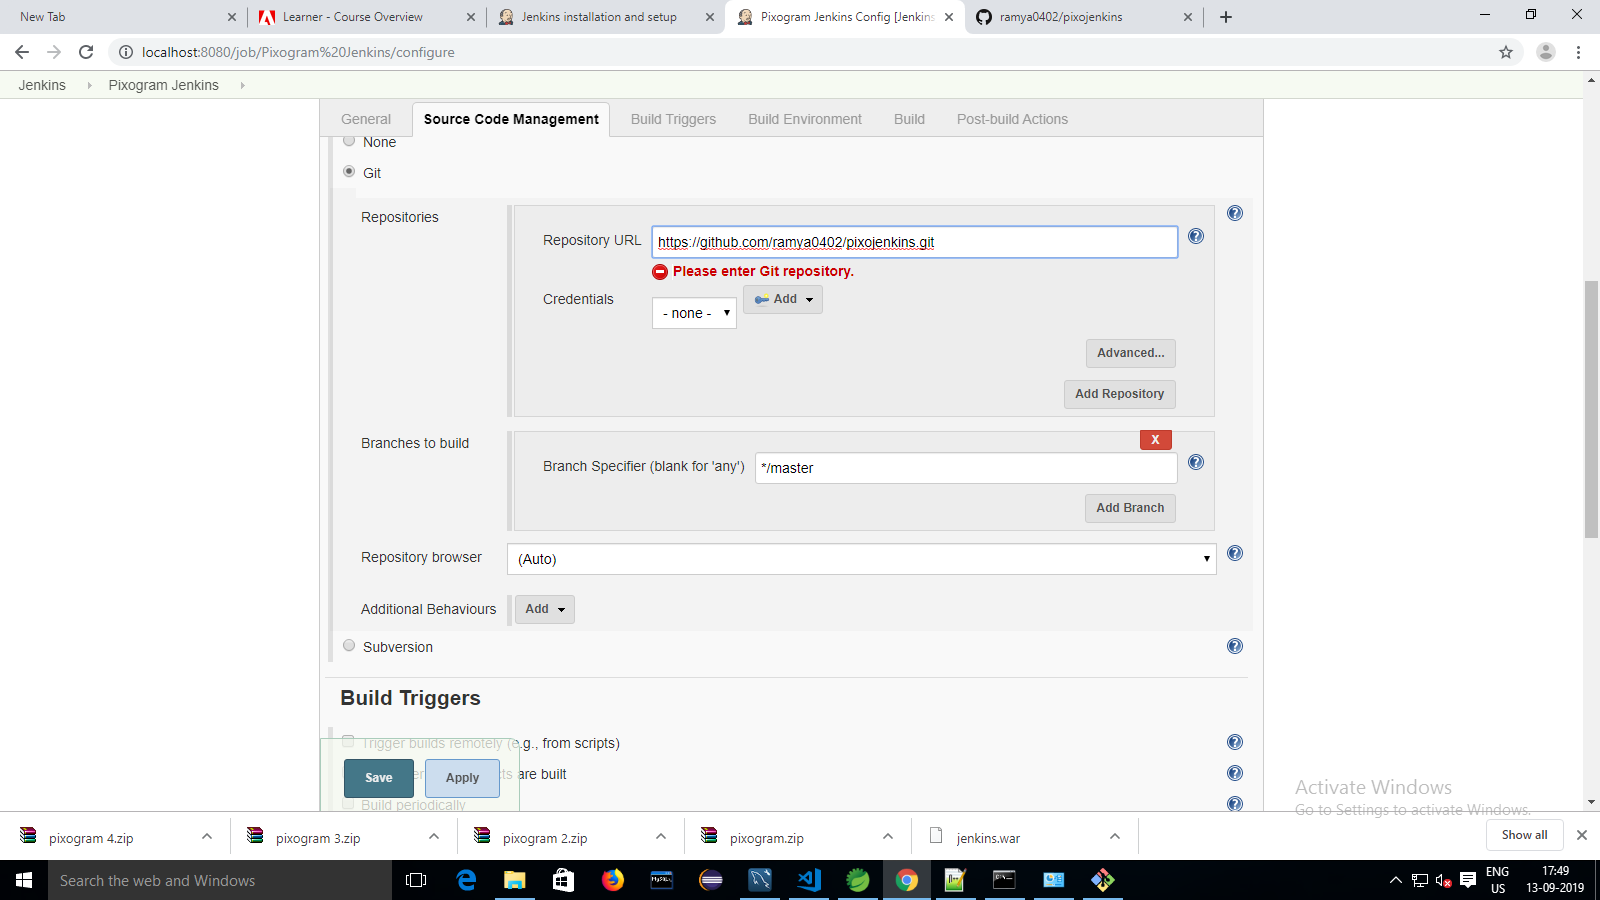 New Tab
Learner - Course Overview
Jenkins installation and setup
Pixogram Jenkins Config [Jenkins
ramya0402/pixojenkins
localhost:8080/job/Pixogram%20Jenkins/configure
Jenkins
Pixogram Jenkins
General
Source Code Management
Build Triggers
Build Environment
Build
Post-build Actions
None
Git
Repositories
Repository URL
https://github.com/ramya0402/pixojenkins.git
Please enter Git repository.
Credentials
- none -
Add
Advanced...
Add Repository
Branches to build
X
Branch Specifier (blank for 'any')
*/master
Add Branch
Repository browser
(Auto)
Additional Behaviours
Add
Subversion
Build Triggers
Trigger builds remotely (e.g., from scripts)
are built
Save
Apply
Build periodically
Activate Windows
Go to Settings to activate Windows.
pixogram 4.zip
pixogram 3.zip
pixogram 2.zip
pixogram.zip
jenkins.war
Show all
Search the web and Windows
ENG
US
17:49
13-09-2019